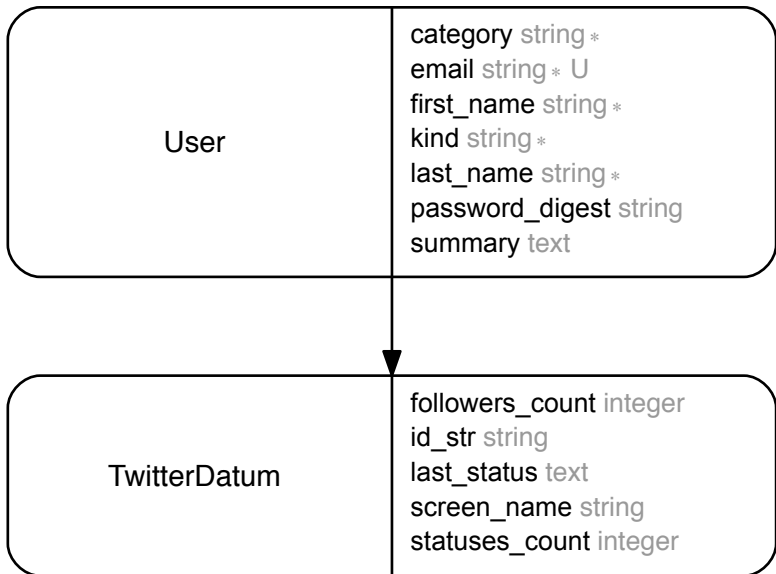 User
category string ∗
email string ∗ U
first_name string ∗
kind string ∗
last_name string ∗
password_digest string
summary text
TwitterDatum
followers_count integer
id_str string
last_status text
screen_name string
statuses_count integer